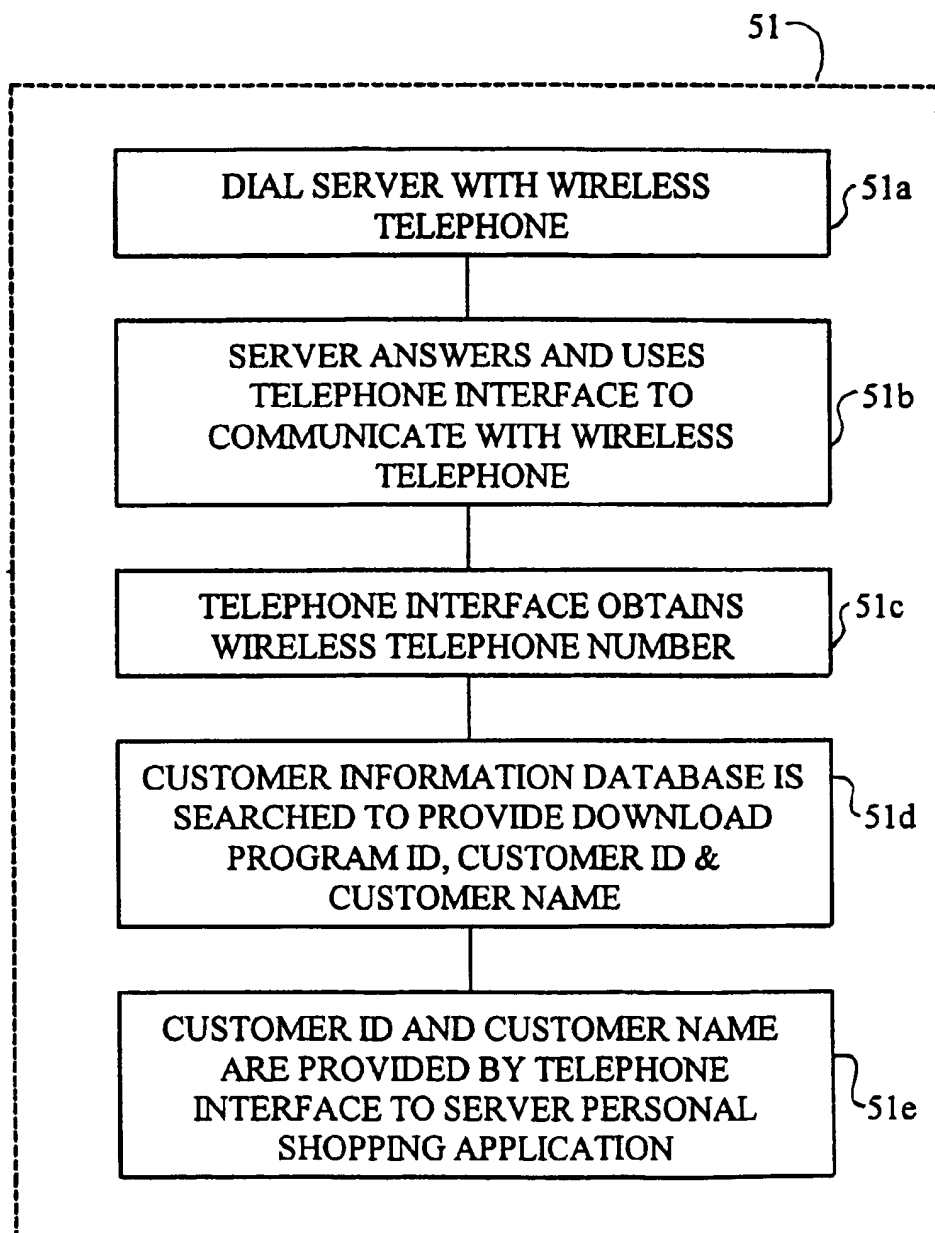 51
DIAL SERVER WITH WIRELESS
TELEPHONE
51a
SERVER ANSWERS AND USES
TELEPHONE INTERFACE TO
COMMUNICATE WITH WIRELESS
TELEPHONE
51b
TELEPHONE INTERFACE OBTAINS
WIRELESS TELEPHONE NUMBER
51c
CUSTOMER INFORMATION DATABASE IS
SEARCHED TO PROVIDE DOWNLOAD
PROGRAM ID, CUSTOMER ID &
CUSTOMER NAME
51d
CUSTOMER ID AND CUSTOMER NAME
ARE PROVIDED BY TELEPHONE
INTERFACE TO SERVER PERSONAL
SHOPPING APPLICATION
51e